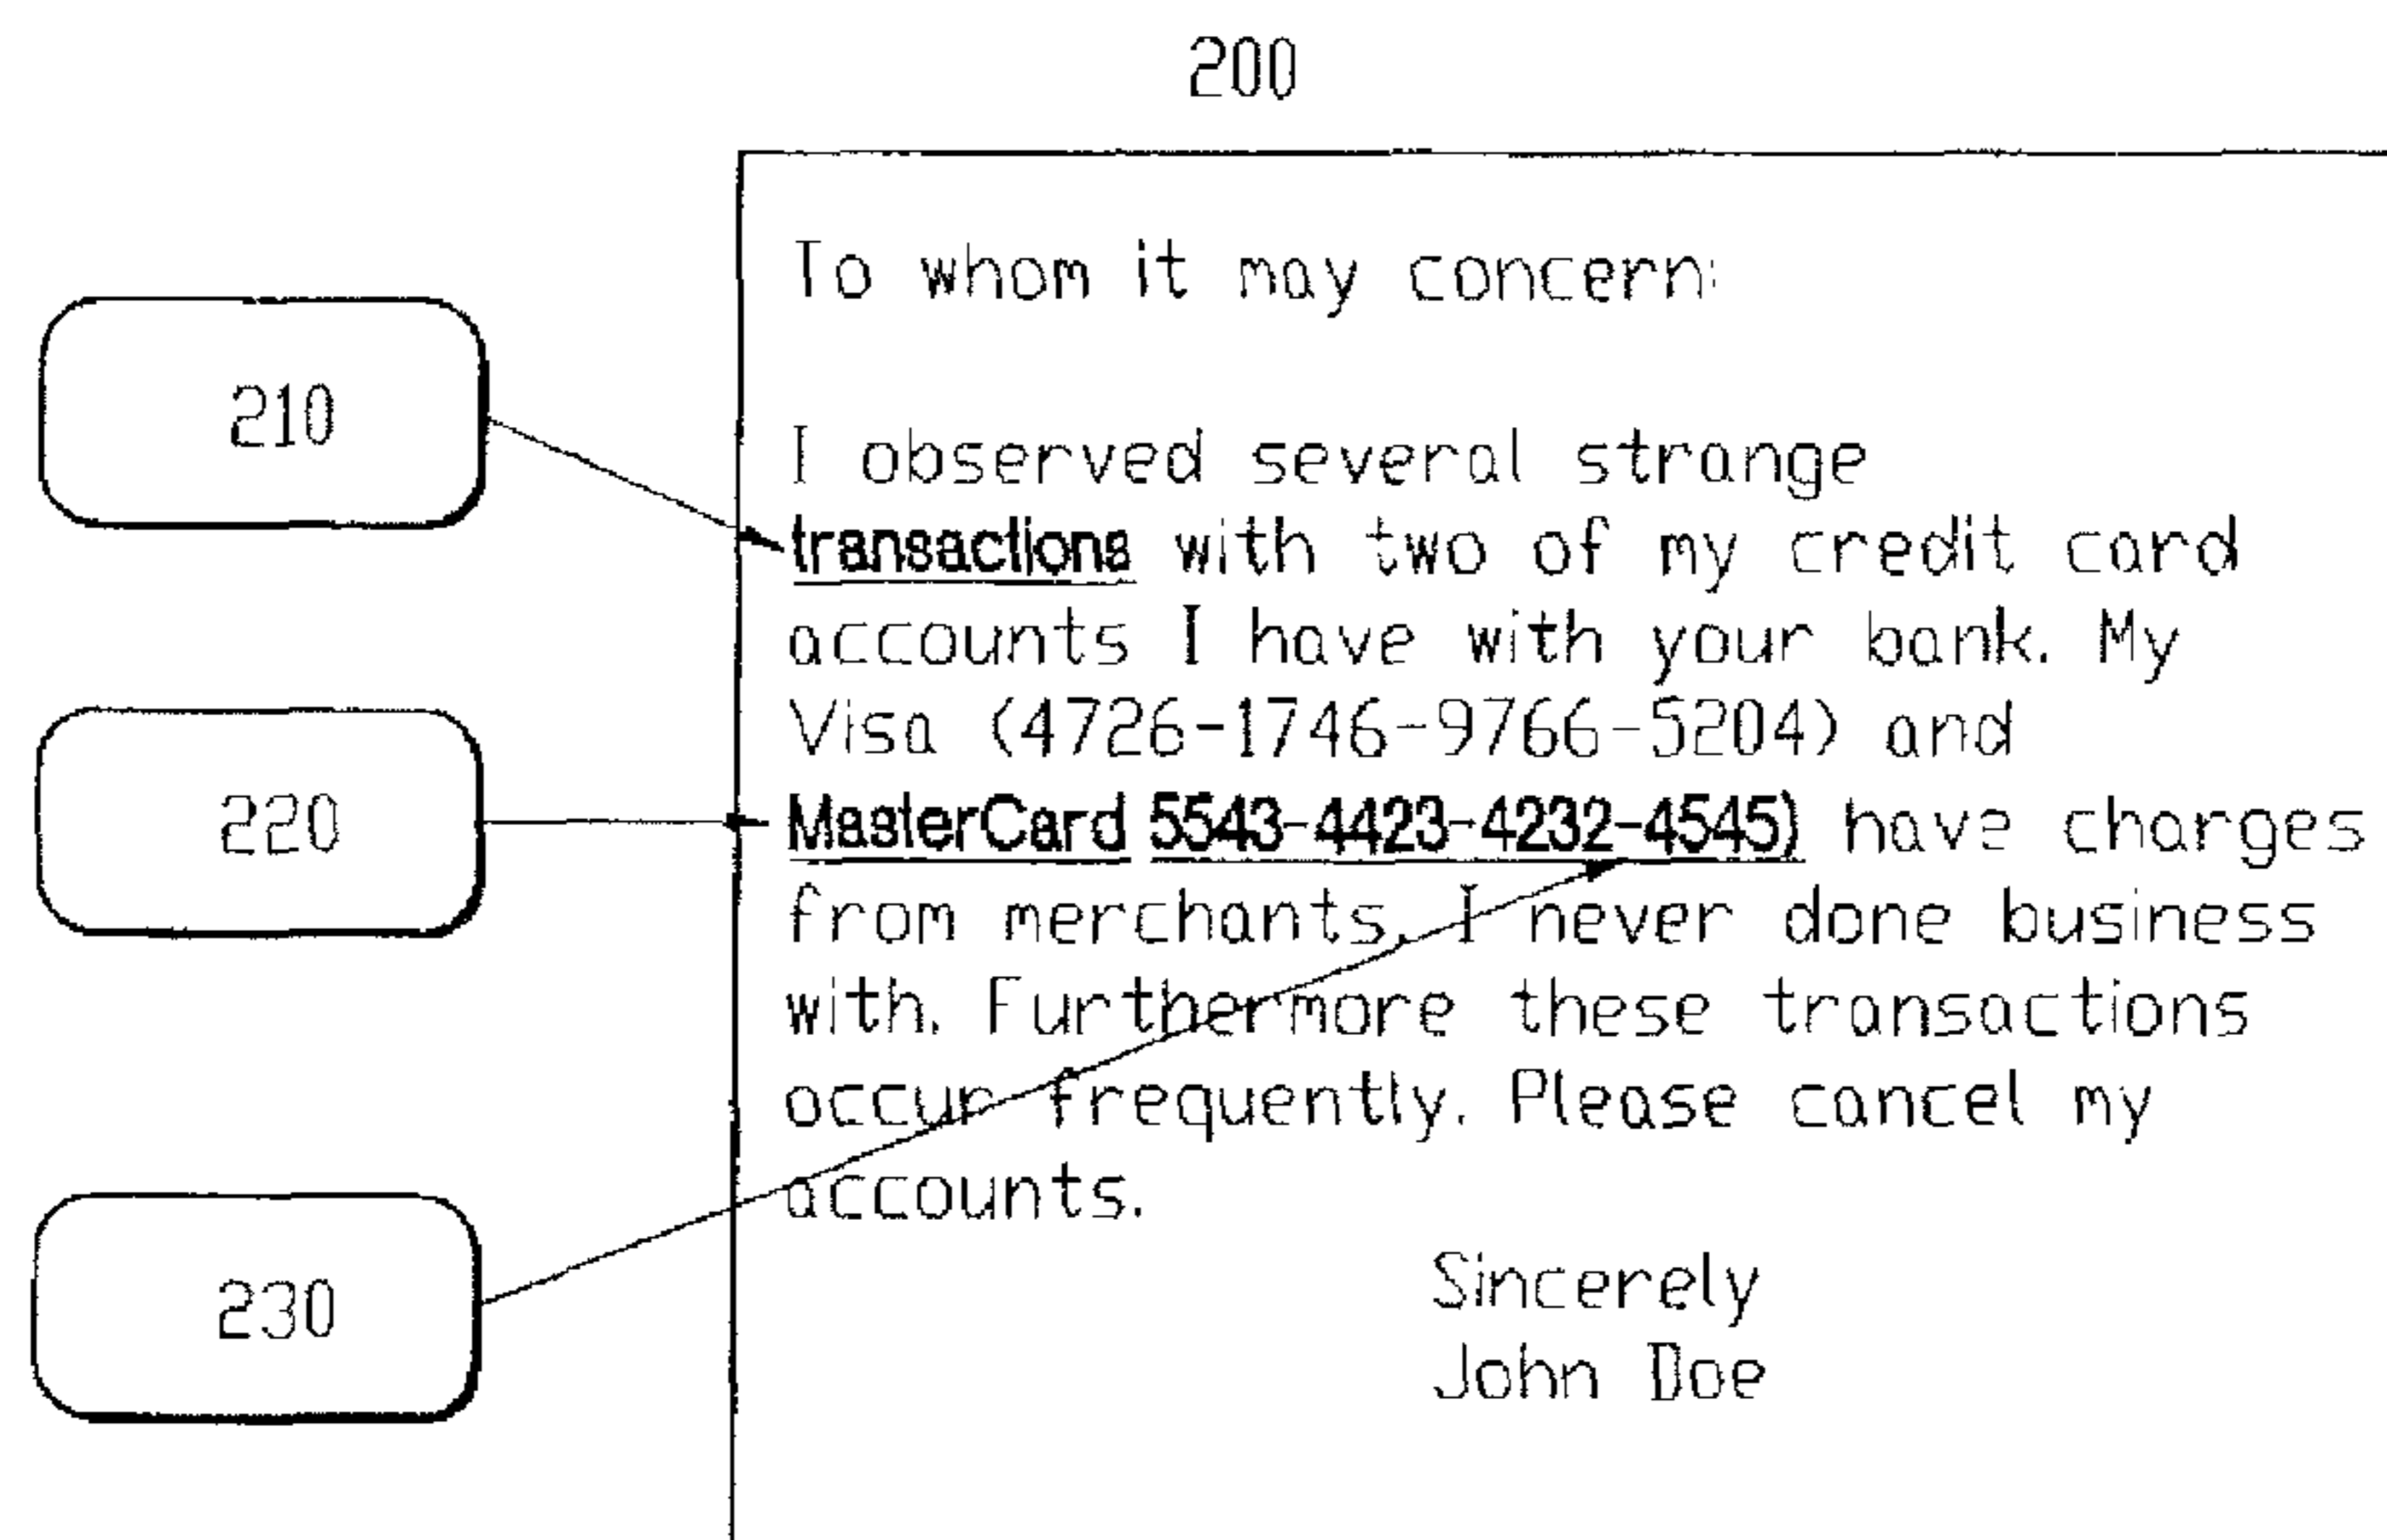 200
210
220
230
To whom it may concern:
I observed several strange
transactions with two of my credit card
accounts I have with your bank. My
Visa (4726-1746-9766-5204) and
MasterCard 5543-4423-4232-4545) have charges
from merchants, I never done business
with. Furthermore these transactions
occur frequently. Please cancel my
accounts.
Sincerely
John Doe